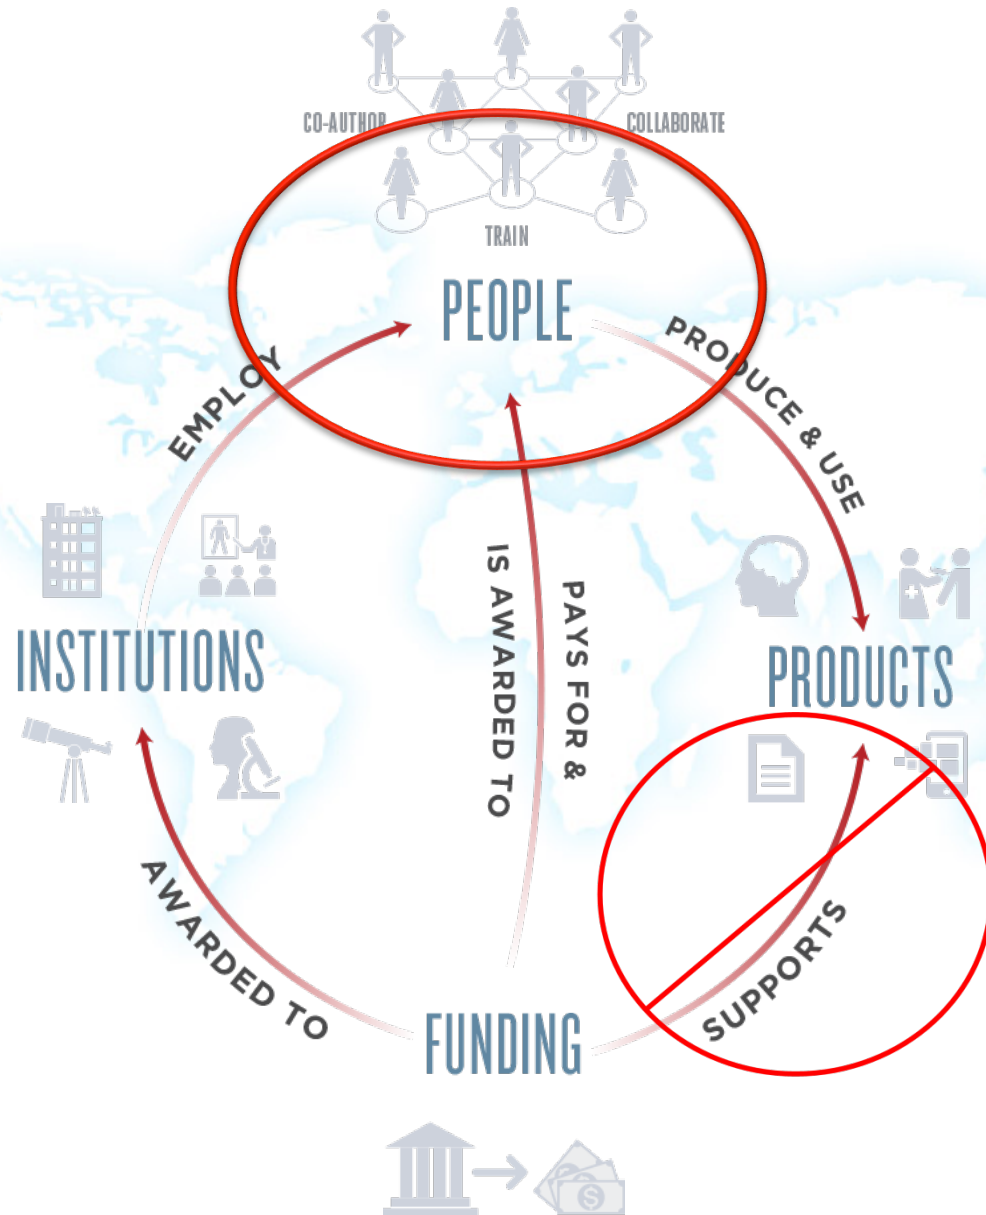 CO-AUTHOR
COLLABORATE
TRAIN
PEOPLE
EMPLOY
PRODUCE & USE
IS AWARDED TO
PAYS FOR &
INSTITUTIONS
PRODUCTS
AWARDED TO
SUPPORTS
FUNDING
$